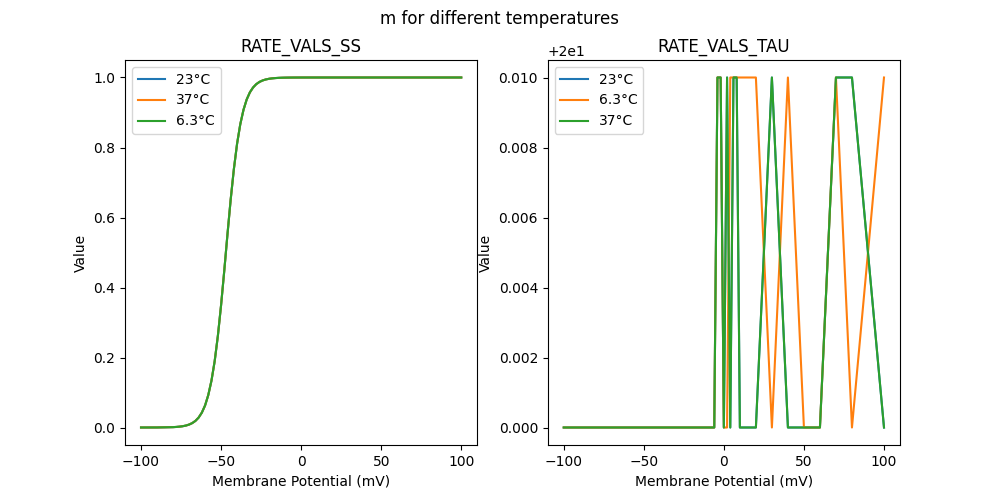 m for different temperatures
RATE_VALS_SS
23°C
37°C
6.3°C
1.0
0.8
0.6
0.4
0.2
0.0
Value
−100
−50
0
50
100
Membrane Potential (mV)
RATE_VALS_TAU
+2e1
23°C
6.3°C
37°C
0.010
0.008
0.006
0.004
0.002
0.000
Value
−100
−50
0
50
100
Membrane Potential (mV)